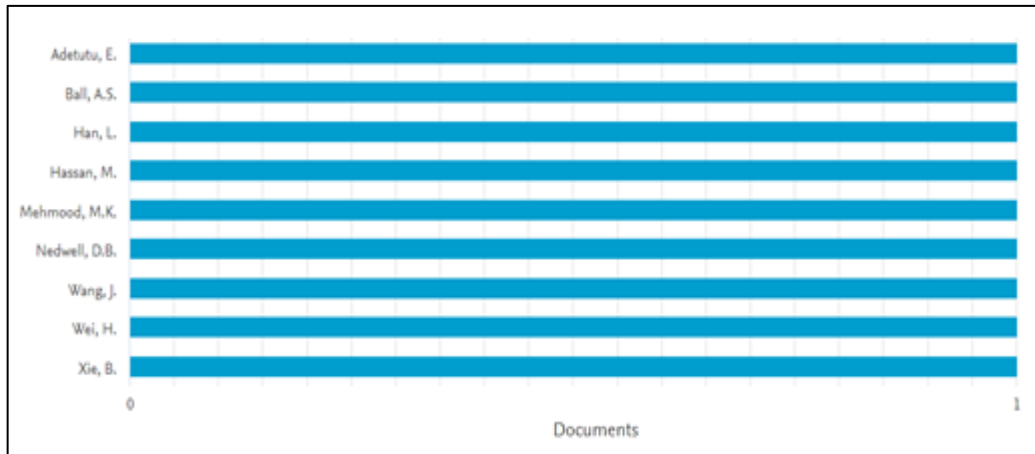 Adetutu, E.
Ball, A.S.
Han, L.
Hassan, M.
Mehmood, M.K.
Nedwell, D.B.
Wang, J.
Wei, H.
Xie, B.
0 1
Documents